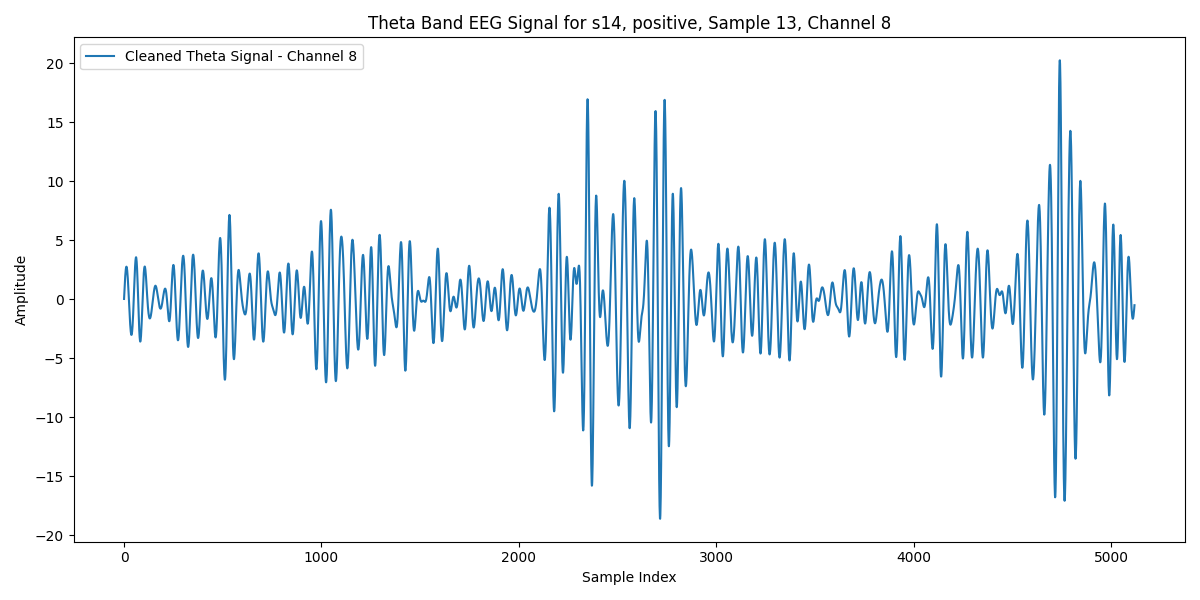 Theta Band EEG Signal for s14, positive, Sample 13, Channel 8
Cleaned Theta Signal - Channel 8
20
15
10
5
0
−5
−10
−15
−20
Amplitude
0 1000 2000 3000 4000 5000
Sample Index